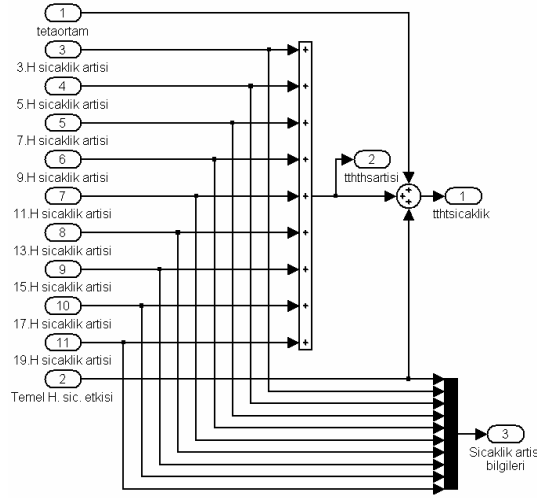 1
tetaortam
3
3.H sicaklik artisi
4
5.H sicaklik artisi
5
7.H sicaklik artisi
6
9.H sicaklik artisi
7
11.H sicaklik artisi
8
13.H sicaklik artisi
9
15.H sicaklik artisi
10
17.H sicaklik artisi
11
19.H sicaklik artisi
2
Temel H. sic. etkisi
+
+
+
+
+
+
+
+
+
2
tththsartisi
+
+
+
1
tthtsicaklik
3
Sicaklik artis
bilgileri